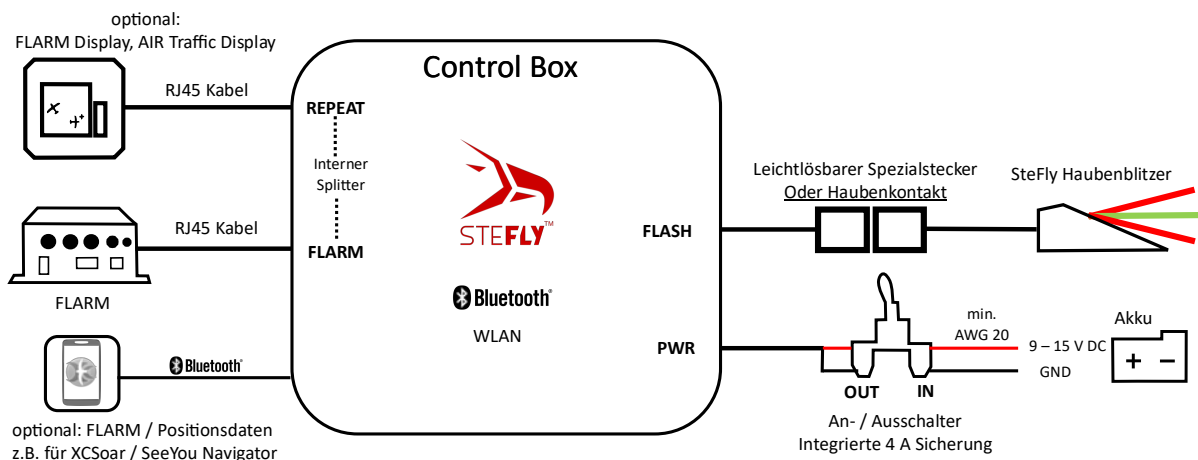 optional:
FLARM Display, AIR Traffic Display
RJ45 Kabel
Control Box
REPEAT
Interner
Splitter
STEFLY™
Leichtlösbarer Spezialstecker
Oder Haubenkontakt
SteFly Haubenblitzer
RJ45 Kabel
FLARM
FLASH
FLARM
Bluetooth®
WLAN
PWR
min.
AWG 20
9 – 15 V DC
GND
Akku
+ –
OUT
IN
An- / Ausschalter
Integrierte 4 A Sicherung
Bluetooth®
optional: FLARM / Positionsdaten
z.B. für XCSoar / SeeYou Navigator